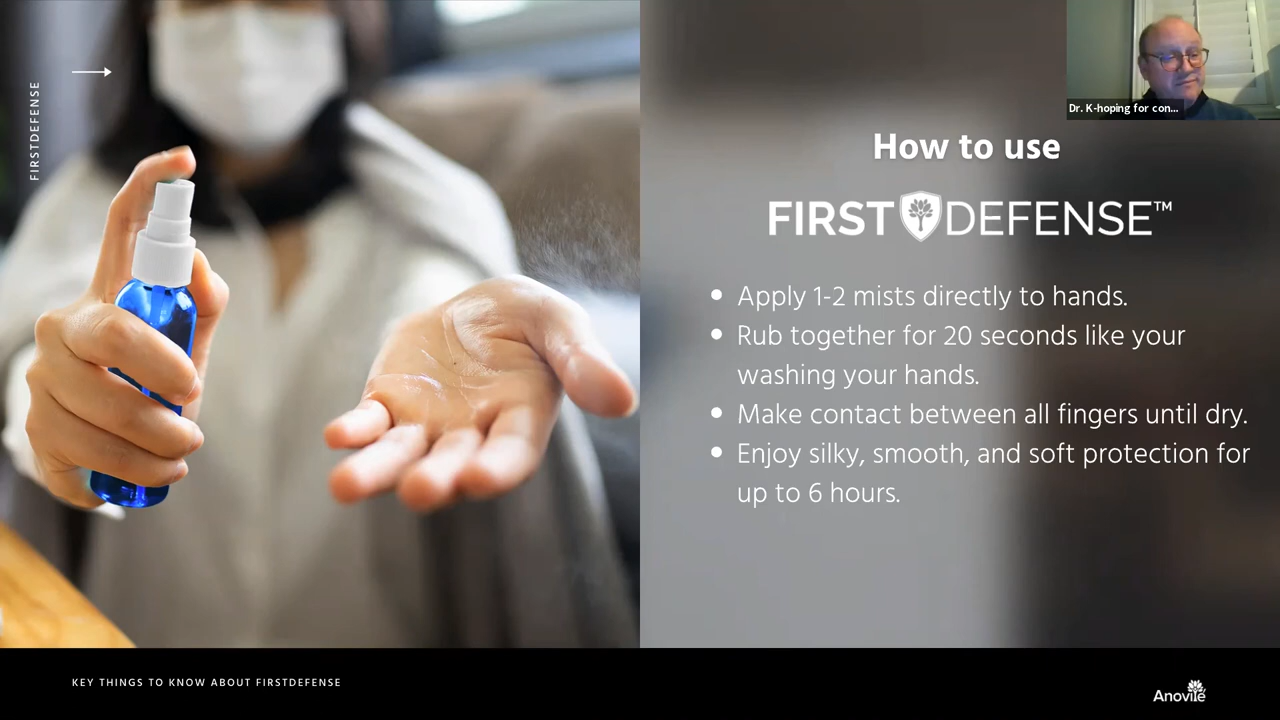 FIRSTDEFENSE
Dr. K-hoping for con...
How to use
FIRST DEFENSE™
Apply 1-2 mists directly to hands.
Rub together for 20 seconds like your
washing your hands.
Make contact between all fingers until dry.
Enjoy silky, smooth, and soft protection for
up to 6 hours.
KEY THINGS TO KNOW ABOUT FIRSTDEFENSE
Anovite